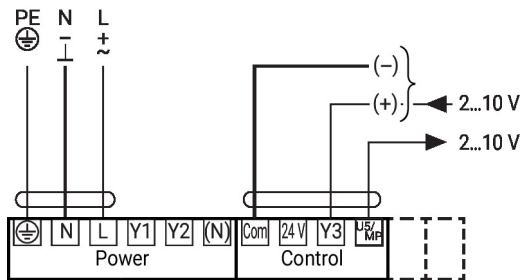 PE N L
⏚ – +
⊥ ~
(–)
(+) 2...10 V
2...10 V
⏚ N L Y1 Y2 (N) Com 24 V Y3 U5/MP
Power Control